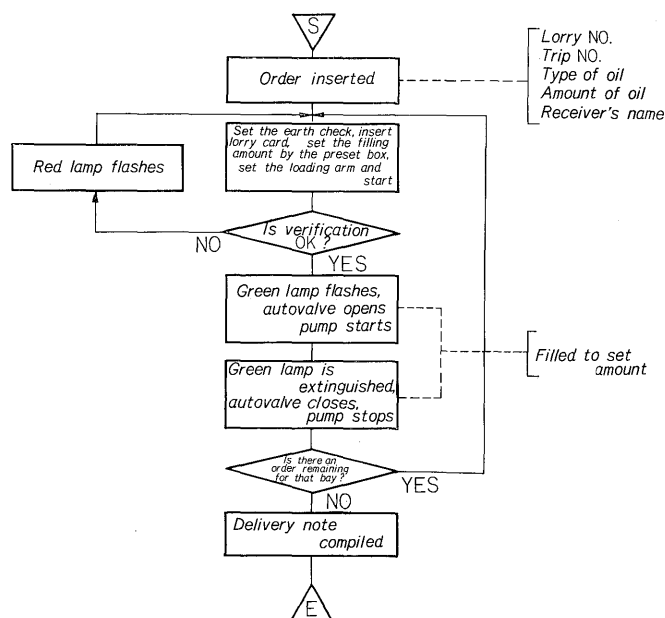 S
Order inserted
Lorry NO.
Trip NO.
Type of oil
Amount of oil
Receiver's name
Set the earth check, insert
lorry card, set the filling
amount by the preset box,
set the loading arm and
start
Red lamp flashes
Is verification
OK?
NO
YES
Green lamp flashes,
autovalve opens
pump starts
Filled to set
amount
Green lamp is
extinguished,
autovalve closes,
pump stops
Is there an
order remaining
for that bay?
YES
NO
Delivery note
compiled
E